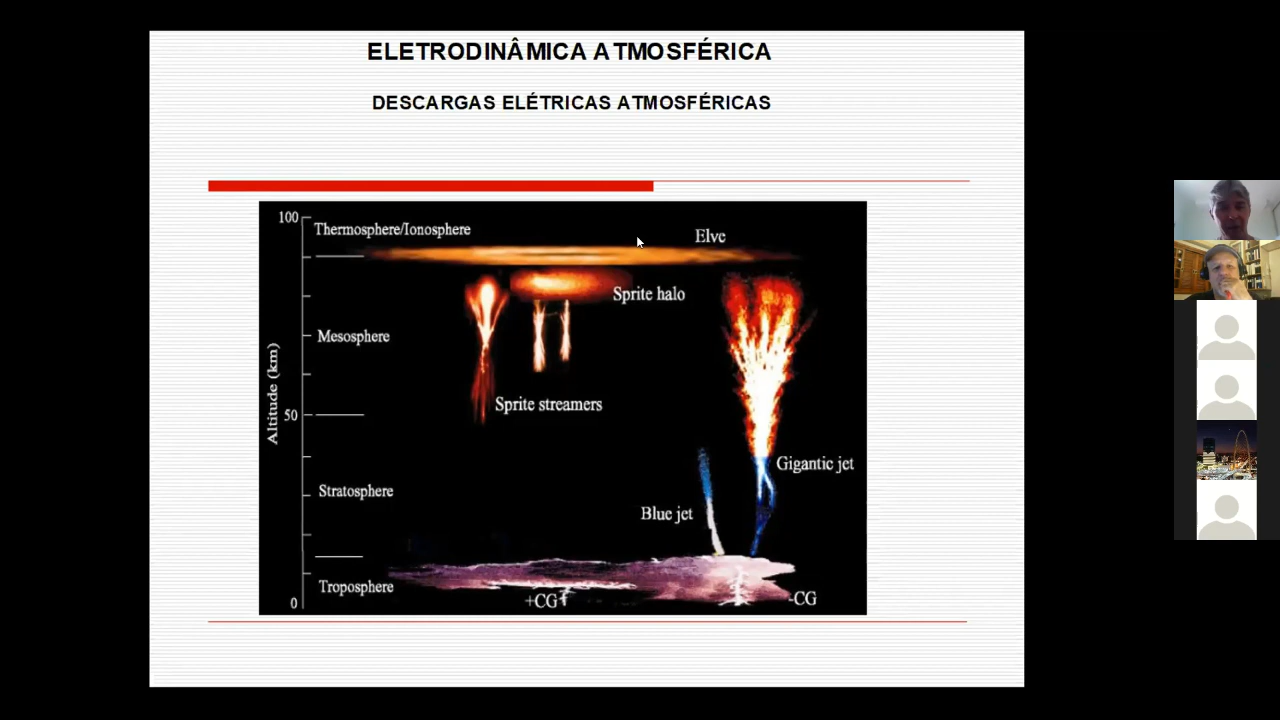 ELETRODINÂMICA ATMOSFÉRICA
DESCARGAS ELÉTRICAS ATMOSFÉRICAS
100
Thermosphere/Ionosphere
Elve
Sprite halo
Mesosphere
Altitude (km)
Sprite streamers
50
Gigantic jet
Stratosphere
Blue jet
Troposphere
0
+CG
-CG